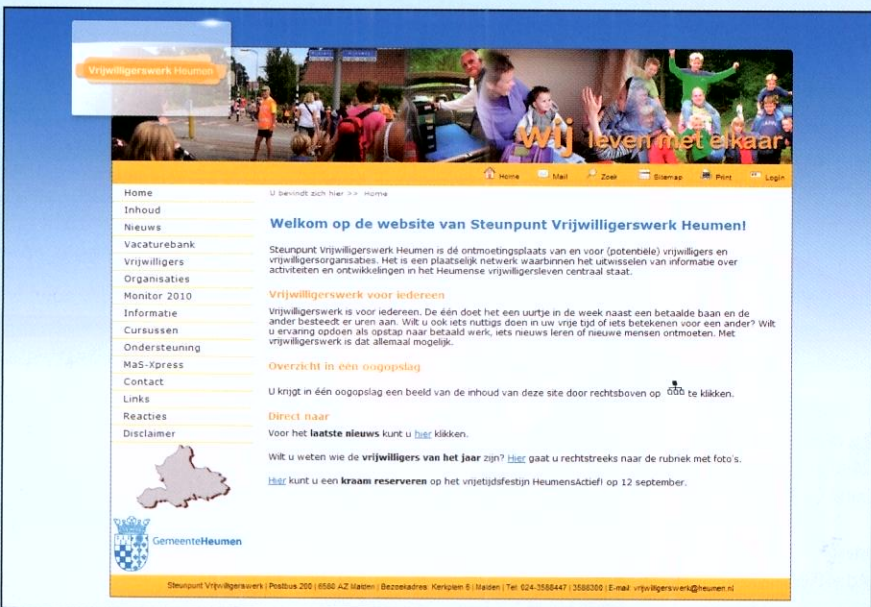 Vrijwilligerswerk Heumen
wij leven met elkaar
Home Mail Zoek Sitemap Print Login
Home
Inhoud
Nieuws
Vacaturebank
Vrijwilligers
Organisaties
Monitor 2010
Informatie
Cursussen
Ondersteuning
MaS-Xpress
Contact
Links
Reacties
Disclaimer
GemeenteHeumen
U bevindt zich hier >> Home
Welkom op de website van Steunpunt Vrijwilligerswerk Heumen!
Steunpunt Vrijwilligerswerk Heumen is dé ontmoetingsplaats van en voor (potentiële) vrijwilligers en
vrijwilligersorganisaties. Het is een plaatselijk netwerk waarbinnen het uitwisselen van informatie over
activiteiten en ontwikkelingen in het Heumense vrijwilligersleven centraal staat.
Vrijwilligerswerk voor iedereen
Vrijwilligerswerk is voor iedereen. De één doet het een uurtje in de week naast een betaalde baan en de
ander besteedt er uren aan. Wilt u ook iets nuttigs doen in uw vrije tijd of iets betekenen voor een ander? Wilt
u ervaring opdoen als opstap naar betaald werk, iets nieuws leren of nieuwe mensen ontmoeten. Met
vrijwilligerswerk is dat allemaal mogelijk.
Overzicht in één oogopslag
U krijgt in één oogopslag een beeld van de inhoud van deze site door rechtsboven op te klikken.
Direct naar
Voor het laatste nieuws kunt u hier klikken.
Wilt u weten wie de vrijwilligers van het jaar zijn? Hier gaat u rechtstreeks naar de rubriek met foto's.
Hier kunt u een kraam reserveren op het vrijetijdsfestijn HeumensActief! op 12 september.
Steunpunt Vrijwilligerswerk | Postbus 200 | 6580 AZ Malden | Bezoekadres: Kerkplein 6 | Malden | Tel: 024-3588447 | 3588300 | E-mail: vrijwilligerswerk@heumen.nl